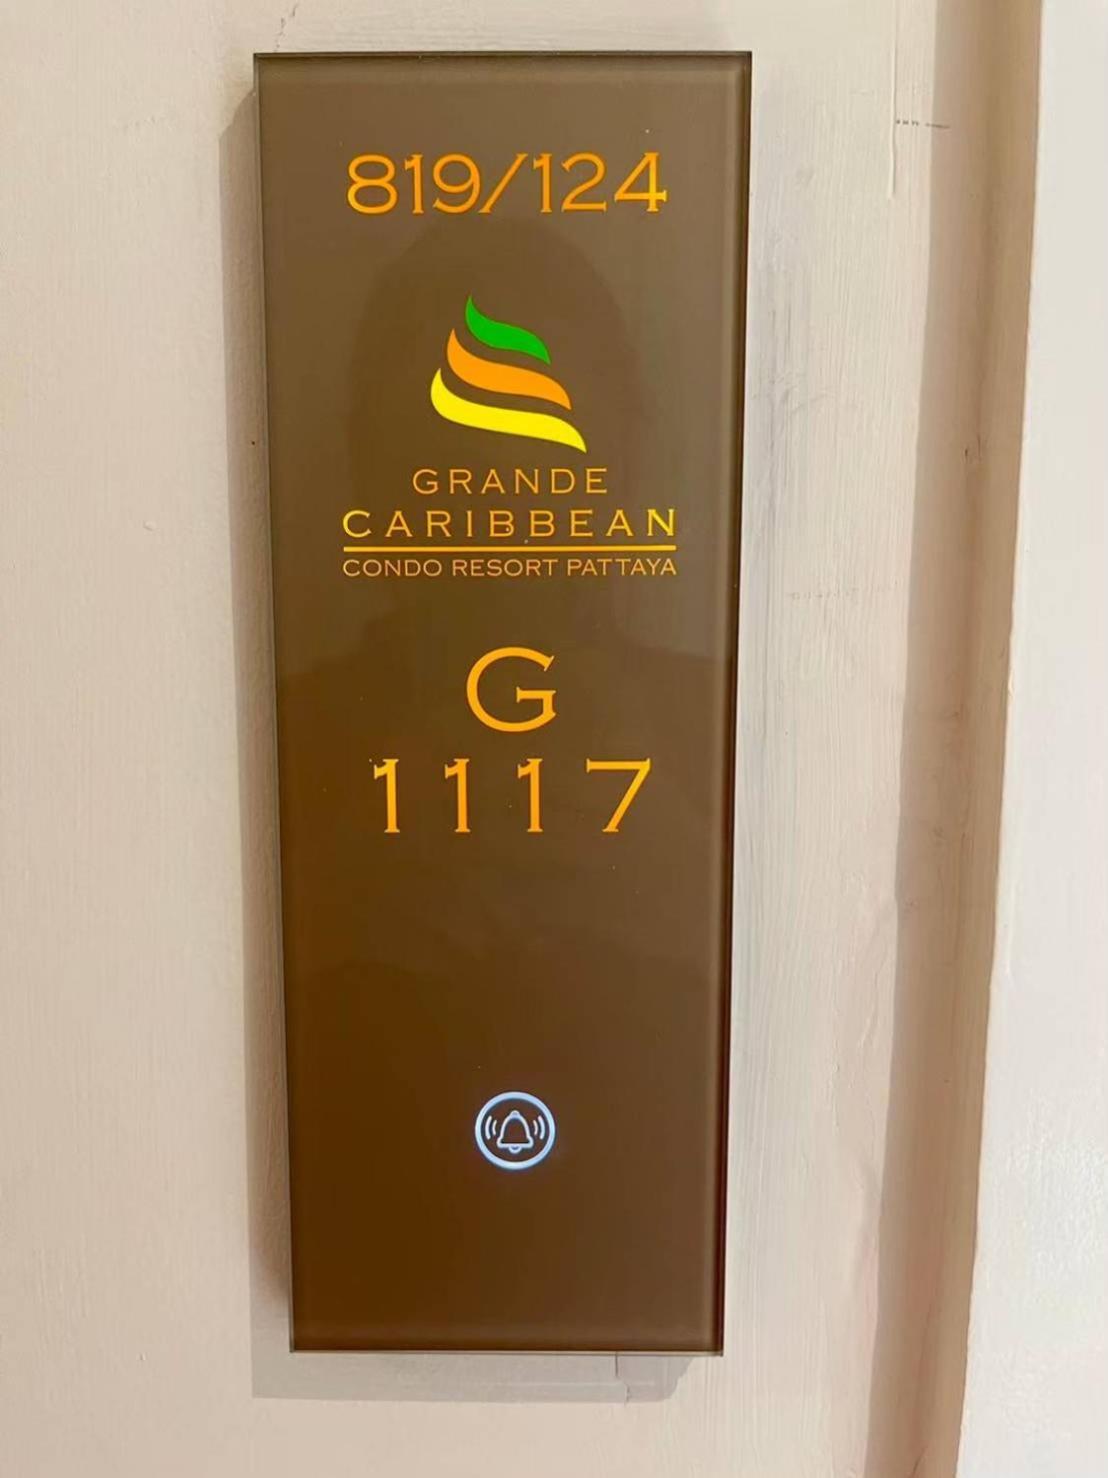 819/124
GRANDE
CARIBBEAN
CONDO RESORT PATTAYA
G
1117